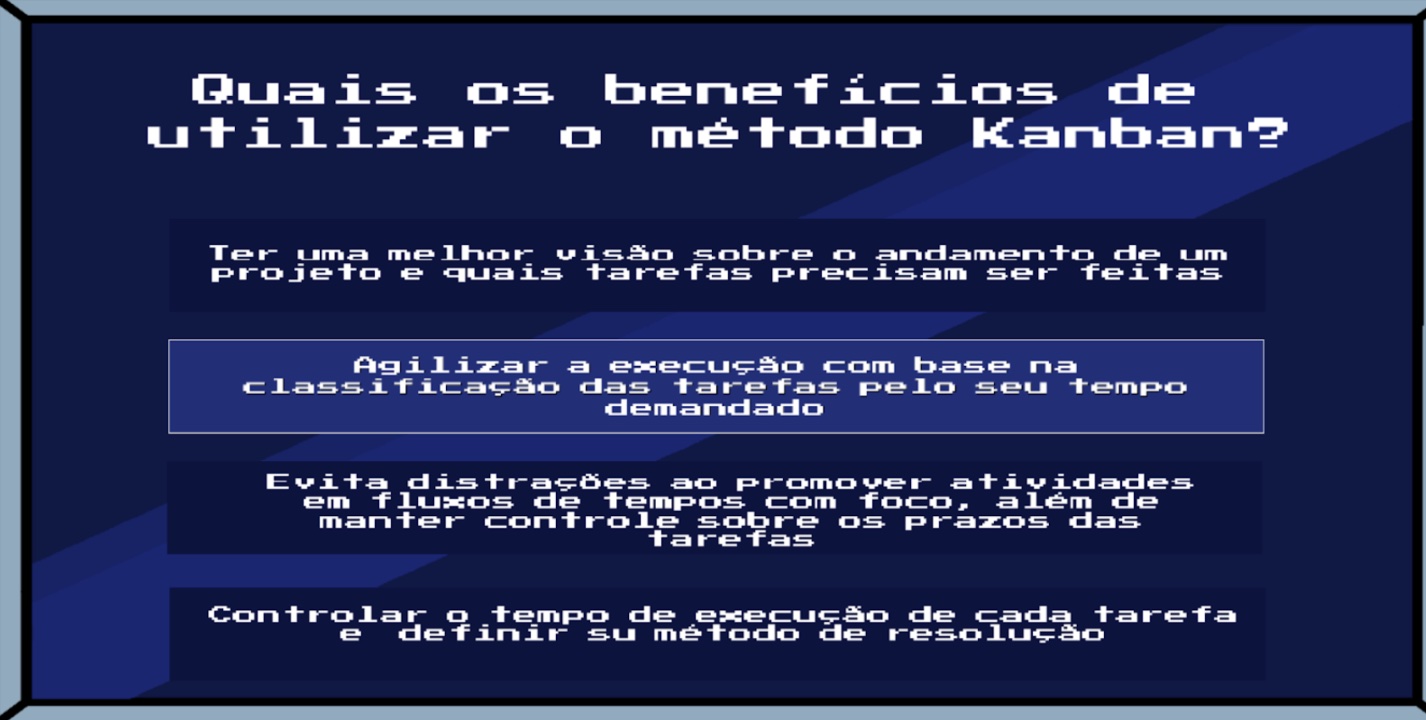 Quais os benefícios de
utilizar o método Kanban?
Ter uma melhor visão sobre o andamento de um
projeto e quais tarefas precisam ser feitas
Agilizar a execução com base na
classificação das tarefas pelo seu tempo
demandado
Evita distrações ao promover atividades
em fluxos de tempos com foco, além de
manter controle sobre os prazos das
tarefas
Controlar o tempo de execução de cada tarefa
e definir su método de resolução